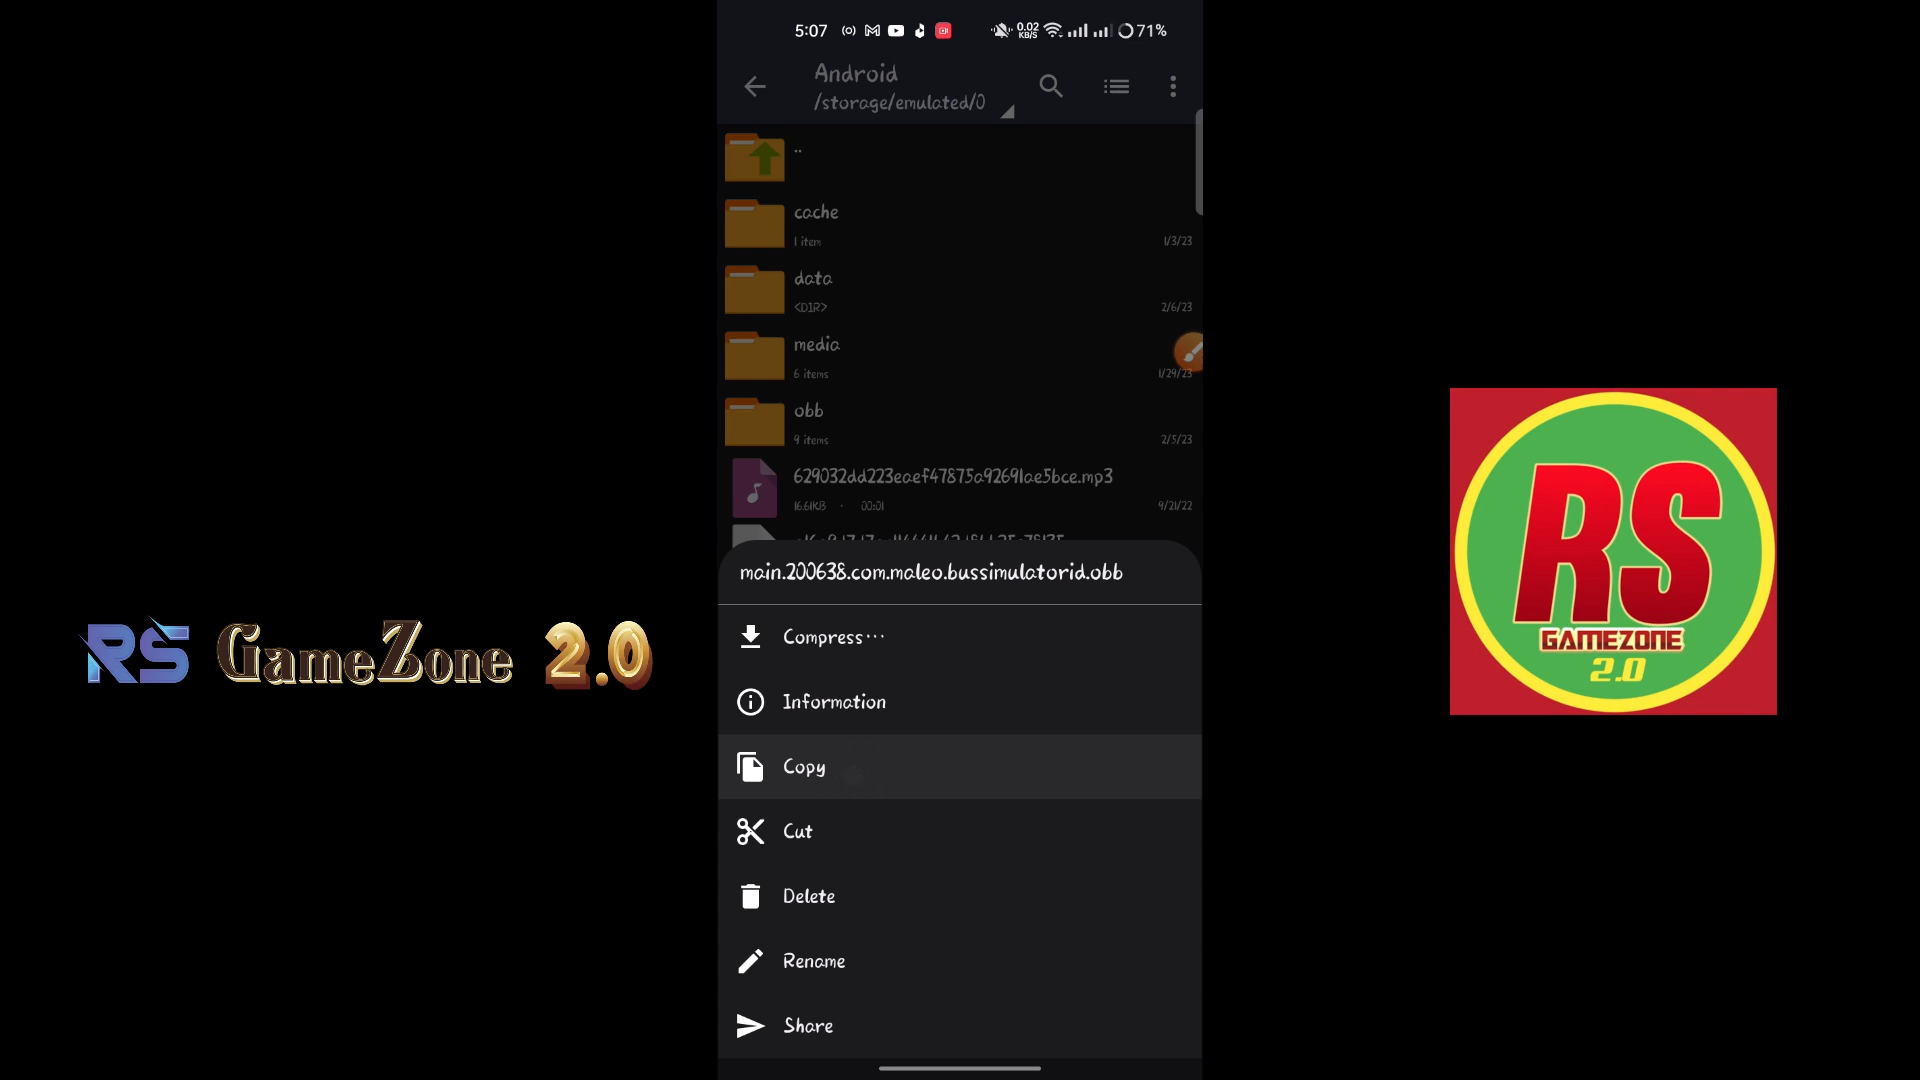 5:07
0.02 KB/S
71%
Android
/storage/emulated/0
..
cache
1 item
1/3/23
data
<DIR>
2/6/23
media
6 items
1/29/23
obb
9 items
2/5/23
629032dd223eaef47875a92691ae5bce.mp3
16.61KB · 00:01
9/21/22
main.200638.com.maleo.bussimulatorid.obb
Compress···
Information
Copy
Cut
Delete
Rename
Share
RS GameZone 2.0
RS
GAMEZONE
2.0